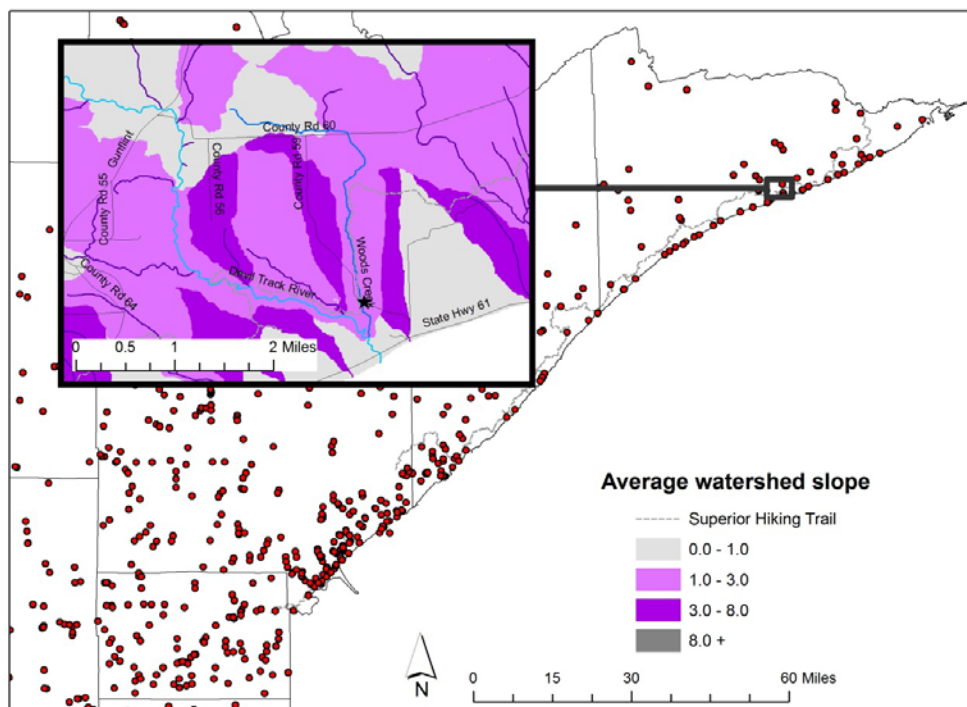 County Rd 60
Gunflint
County Rd 55
County Rd 56
County Rd 59
Woods Creek
Devil Track River
County Rd 64
State Hwy 61
0 0.5 1 2 Miles
Average watershed slope
Superior Hiking Trail
0.0 - 1.0
1.0 - 3.0
3.0 - 8.0
8.0 +
N
0 15 30 60 Miles